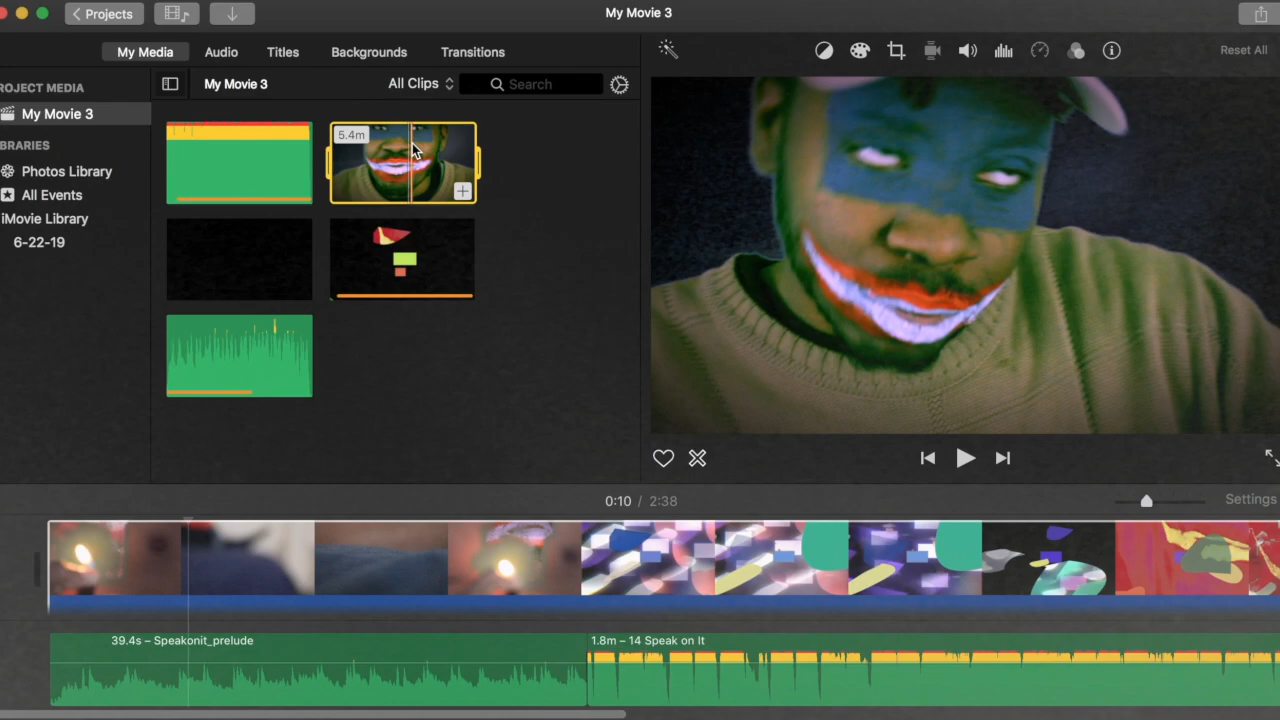 Projects
My Movie 3
My Media
Audio
Titles
Backgrounds
Transitions
Reset All
ROJECT MEDIA
My Movie 3
BRARIES
Photos Library
All Events
iMovie Library
6-22-19
My Movie 3
All Clips
Search
5.4m
0:10 / 2:38
Settings
39.4s – Speakonit_prelude
1.8m – 14 Speak on It